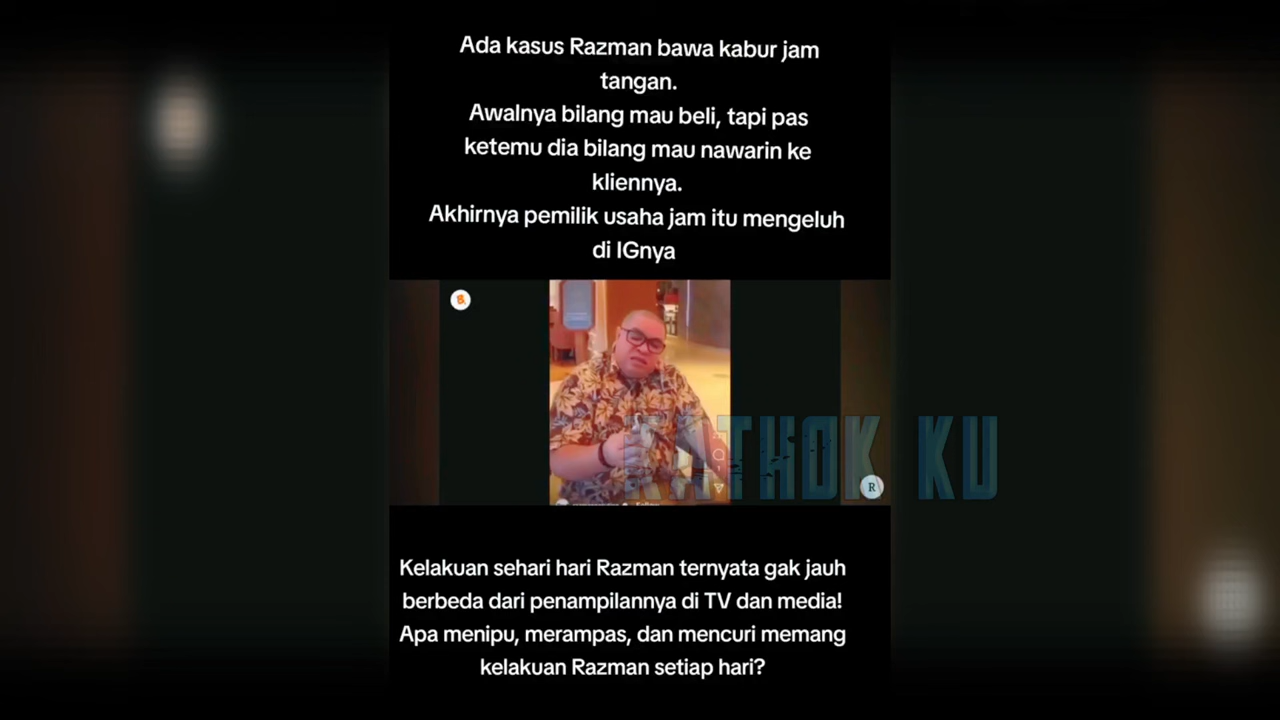 Ada kasus Razman bawa kabur jam
tangan.
Awalnya bilang mau beli, tapi pas
ketemu dia bilang mau nawarin ke
kliennya.
Akhirnya pemilik usaha jam itu mengeluh
di IGnya
KATHOK KU
R
Kelakuan sehari hari Razman ternyata gak jauh
berbeda dari penampilannya di TV dan media!
Apa menipu, merampas, dan mencuri memang
kelakuan Razman setiap hari?